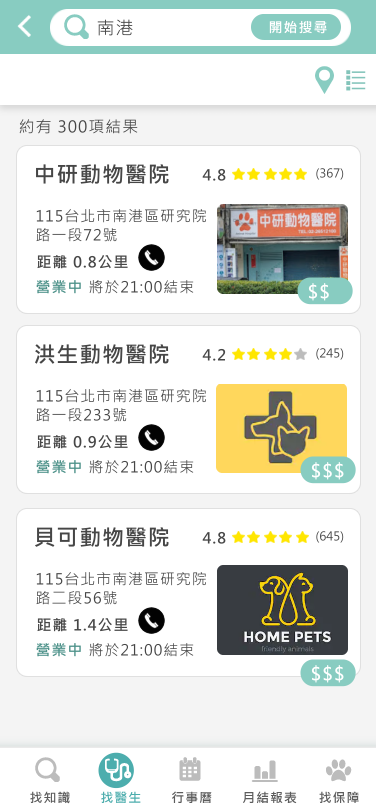 南港
開始搜尋
約有 300項結果
中研動物醫院
4.8
(367)
115台北市南港區研究院
路一段72號
距離 0.8公里
營業中 將於21:00結束
中研動物醫院
$$
洪生動物醫院
4.2
(245)
115台北市南港區研究院
路一段233號
距離 0.9公里
營業中 將於21:00結束
$$$
貝可動物醫院
4.8
(645)
115台北市南港區研究院
路二段56號
距離 1.4公里
營業中 將於21:00結束
HOME PETS
friendly animals
$$$
找知識
找醫生
行事曆
月結報表
找保障